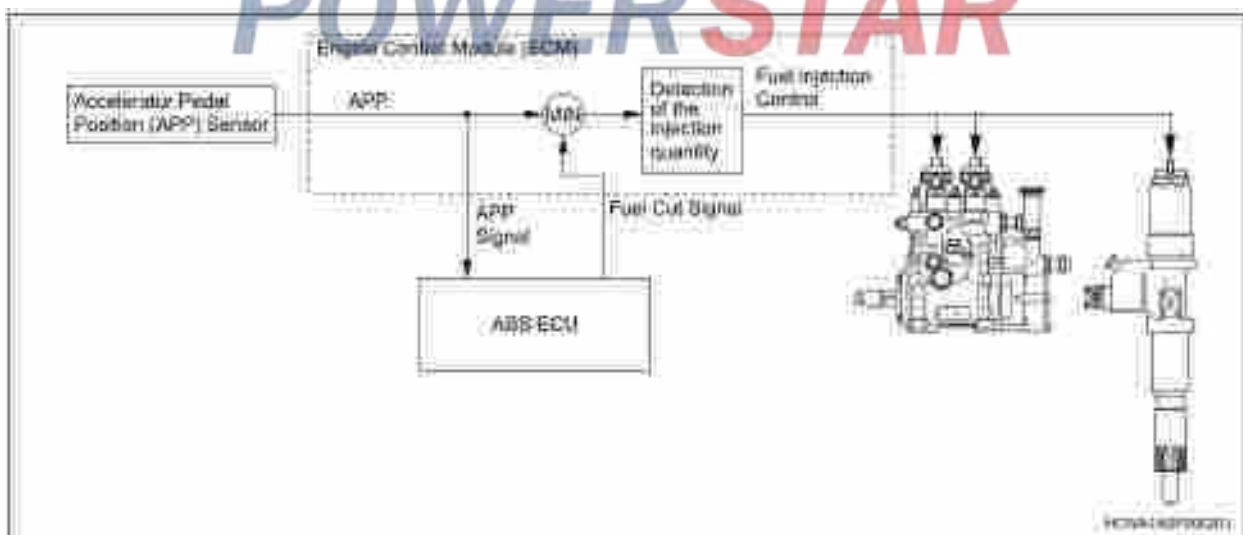 POWERSTAR
Engine Control Module (ECM)
Accelerator Pedal
Position (APP) Sensor
APP
MIN
Detection
of the
injection
quantity
Fuel Injection
Control
APP
Signal
Fuel Cut Signal
ABS ECU